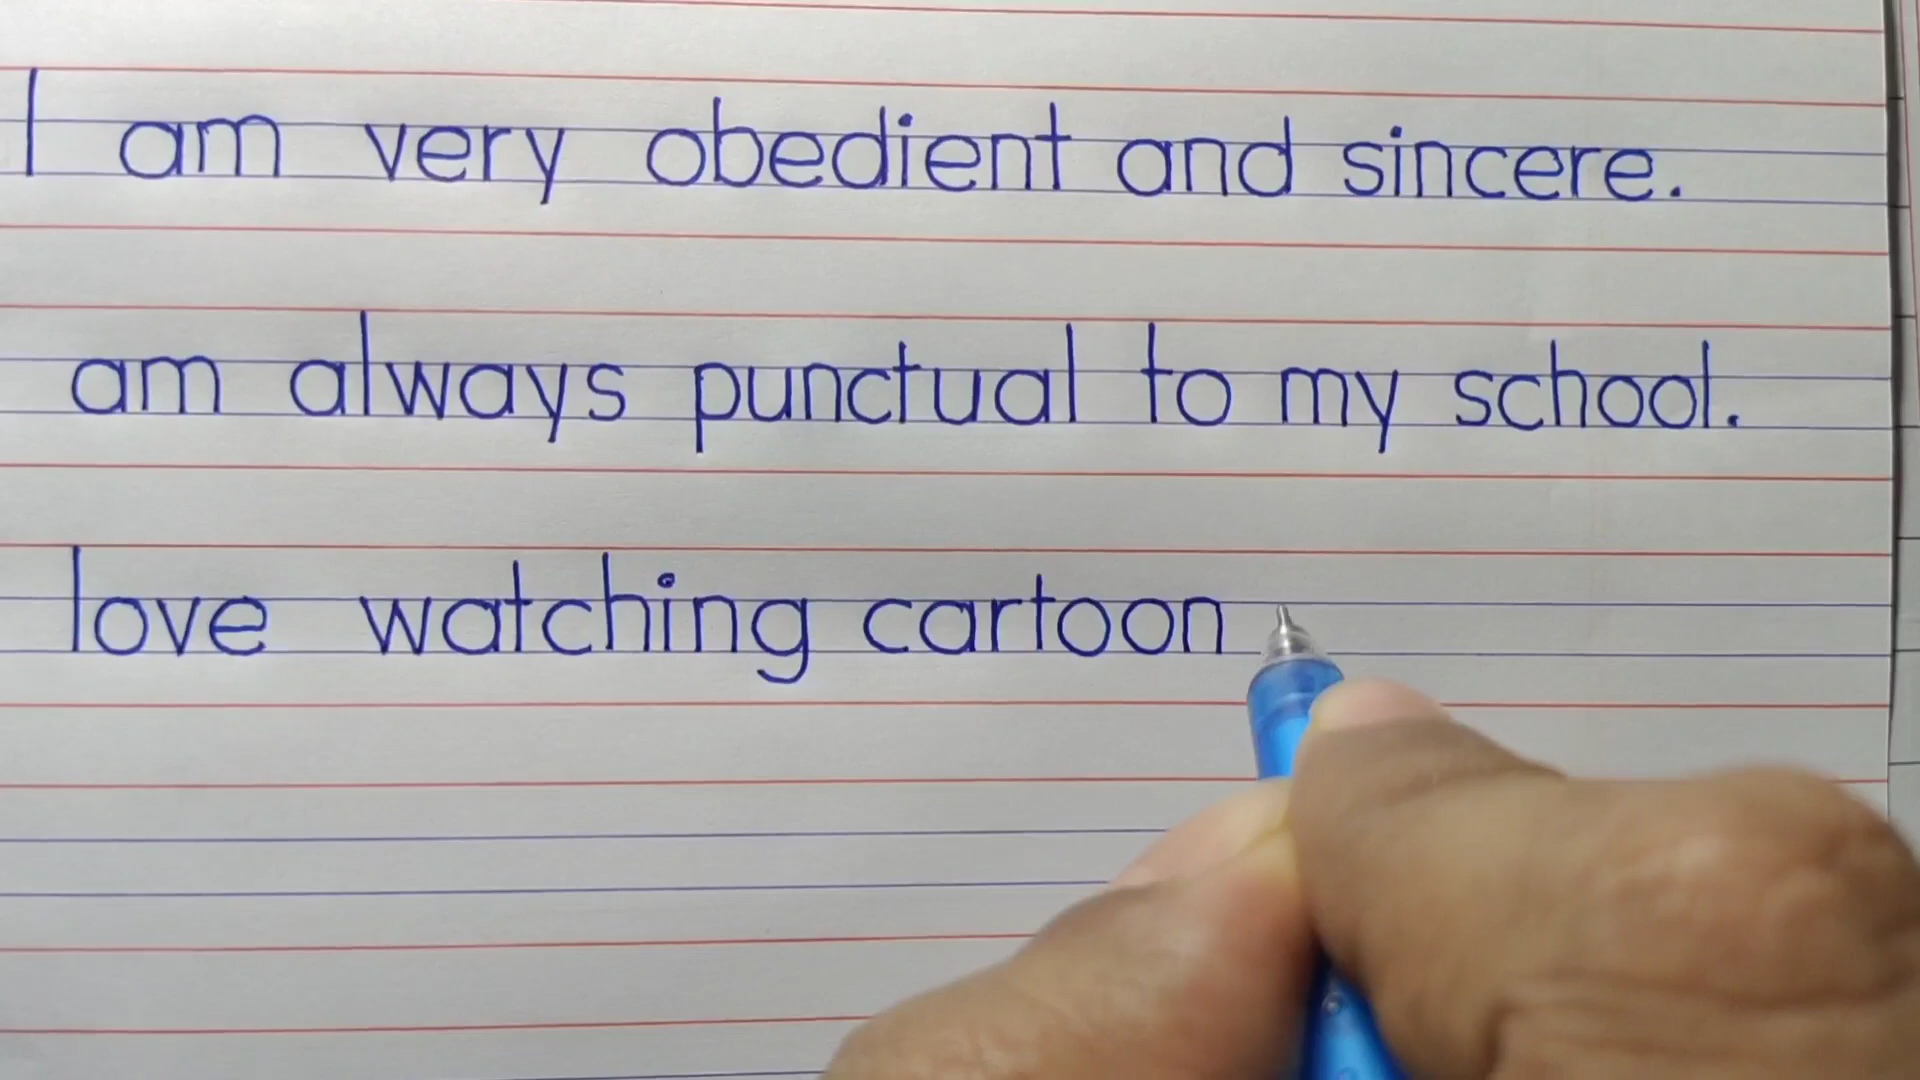 I am very obedient and sincere.
am always punctual to my school.
love watching cartoon